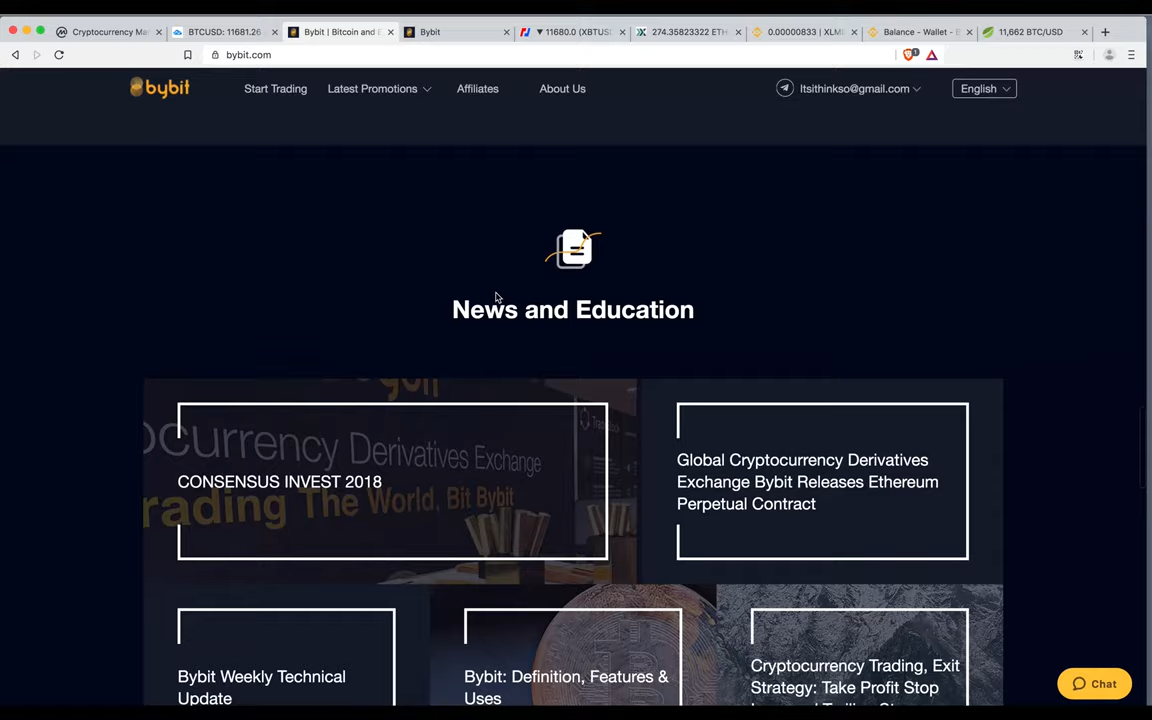 Cryptocurrency Ma
BTCUSD: 11681.26
Bybit | Bitcoin and E
Bybit
▼ 11680.0 (XBTUS
274.35823322 ETH
0.00000833 | XLM
Balance - Wallet - B
11,662 BTC/USD
bybit.com
1
bybit
Start Trading
Latest Promotions
Affiliates
About Us
Itsithinkso@gmail.com
English
News and Education
ocurrency Derivatives Exchange
rading The World. Bit Bybit
CONSENSUS INVEST 2018
Global Cryptocurrency Derivatives
Exchange Bybit Releases Ethereum
Perpetual Contract
Bybit Weekly Technical
Update
Bybit: Definition, Features &
Uses
Cryptocurrency Trading, Exit
Strategy: Take Profit Stop
Chat